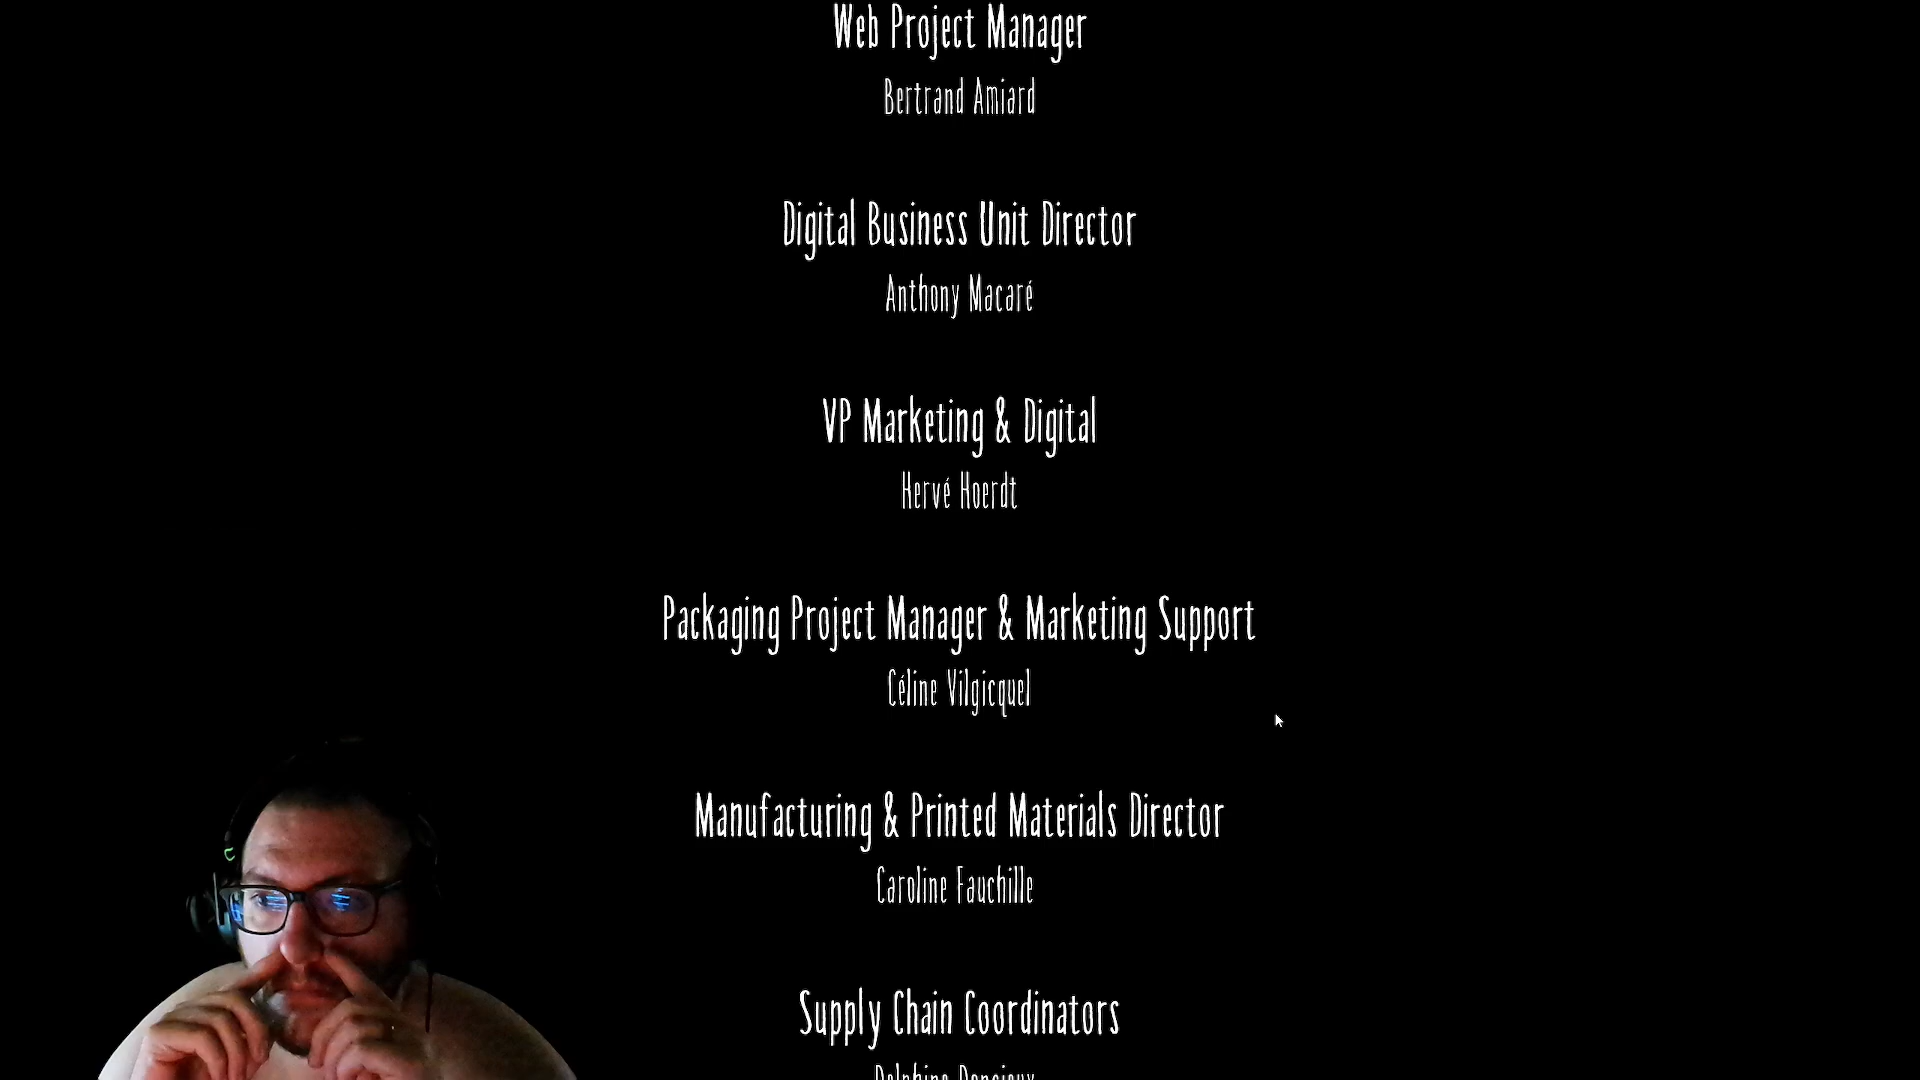 Web Project Manager
Bertrand Amiard
Digital Business Unit Director
Anthony Macaré
VP Marketing & Digital
Hervé Hoerdt
Packaging Project Manager & Marketing Support
Céline Vilgicquel
Manufacturing & Printed Materials Director
Caroline Fauchille
Supply Chain Coordinators